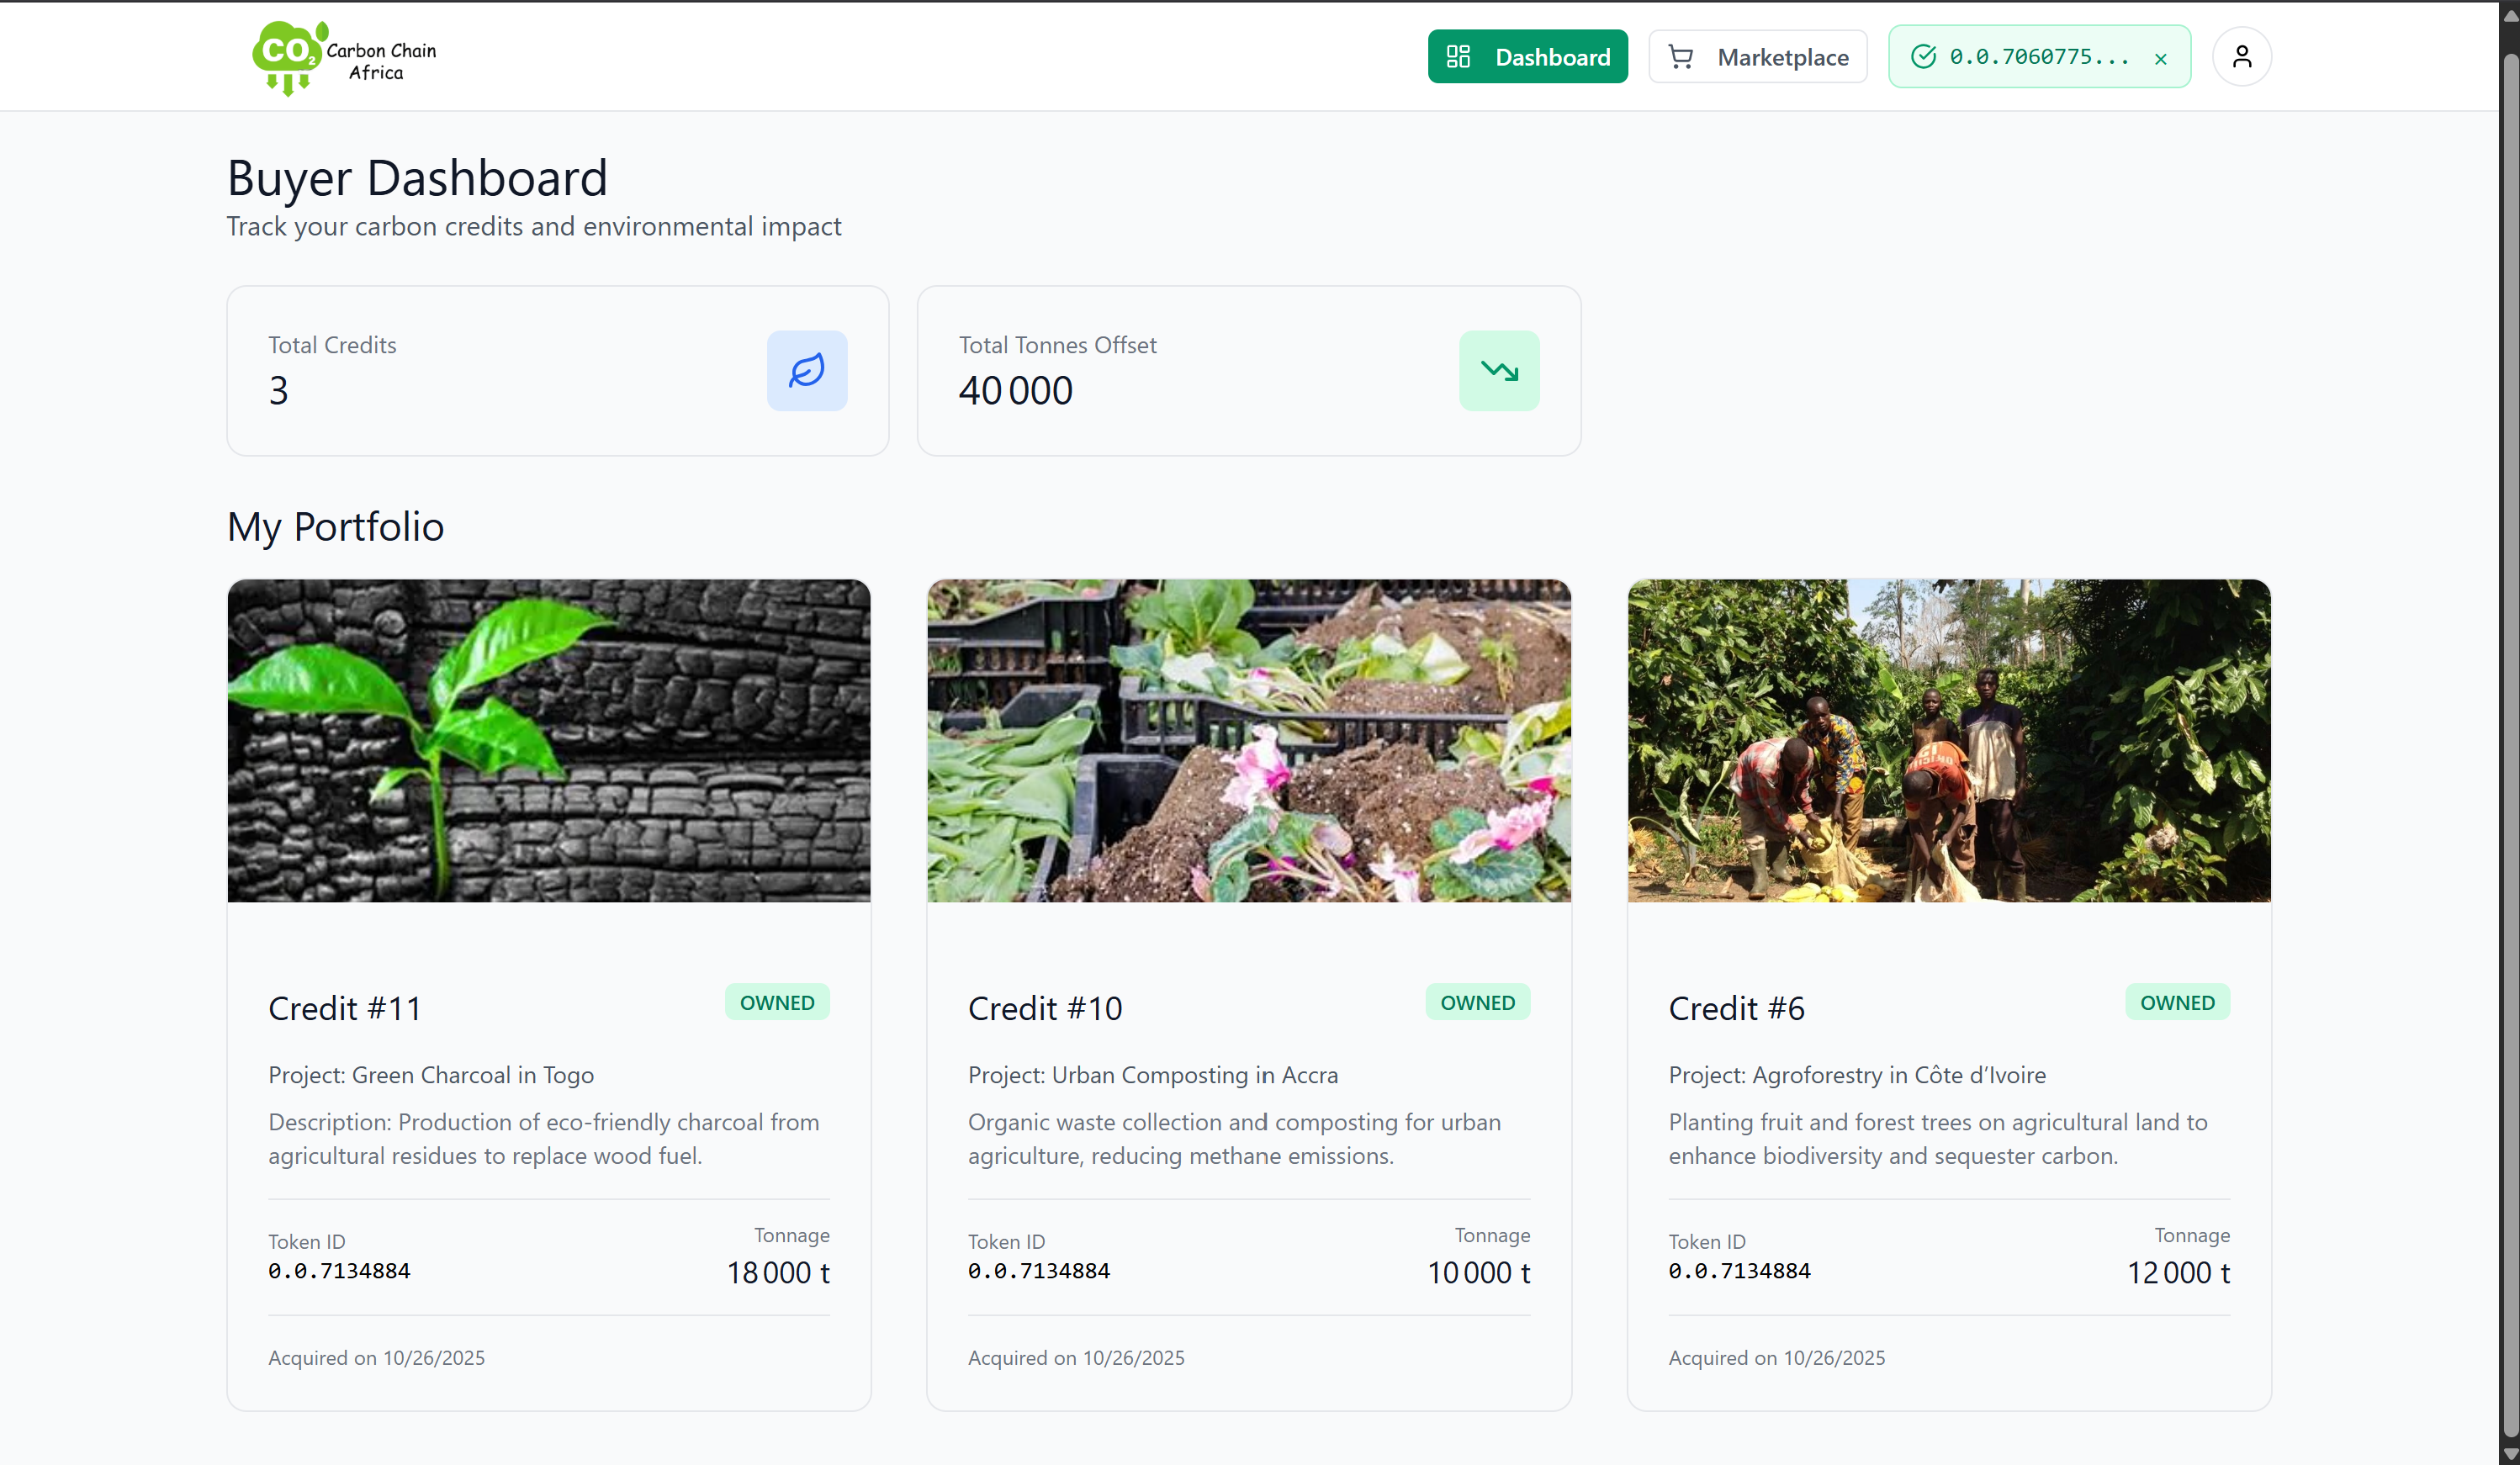 CO2
Carbon Chain
Africa
Dashboard
Marketplace
0.0.7060775...
×
Buyer Dashboard
Track your carbon credits and environmental impact
Total Credits
3
Total Tonnes Offset
40 000
My Portfolio
Credit #11
OWNED
Project: Green Charcoal in Togo
Description: Production of eco-friendly charcoal from
agricultural residues to replace wood fuel.
Token ID
0.0.7134884
Tonnage
18 000 t
Acquired on 10/26/2025
Credit #10
OWNED
Project: Urban Composting in Accra
Organic waste collection and composting for urban
agriculture, reducing methane emissions.
Token ID
0.0.7134884
Tonnage
10 000 t
Acquired on 10/26/2025
Credit #6
OWNED
Project: Agroforestry in Côte d’Ivoire
Planting fruit and forest trees on agricultural land to
enhance biodiversity and sequester carbon.
Token ID
0.0.7134884
Tonnage
12 000 t
Acquired on 10/26/2025